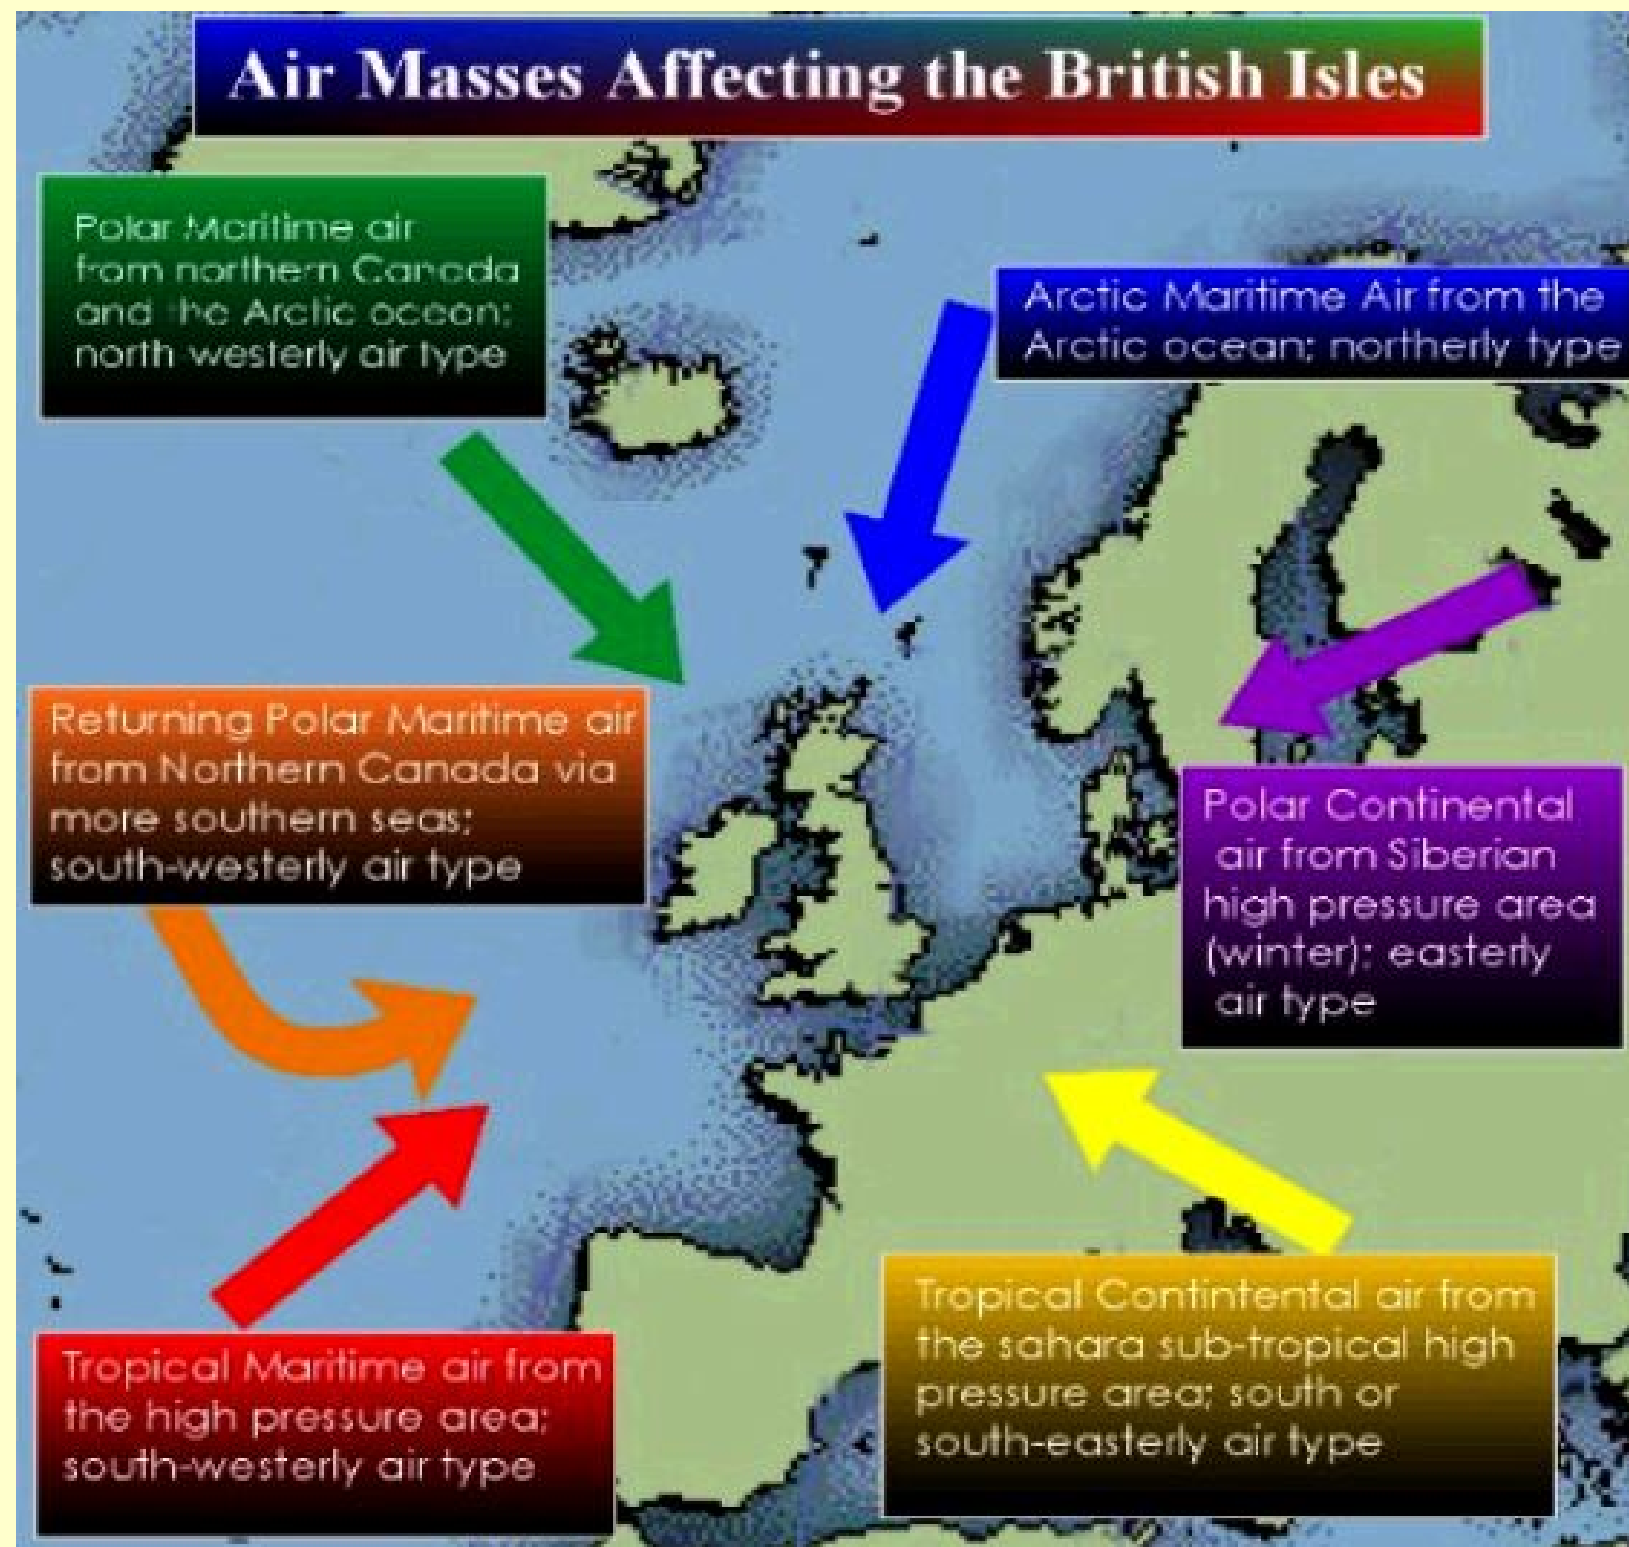 Air Masses Affecting the British Isles
Polar Maritime air
from northern Canada
and the Arctic ocean;
north westerly air type
Arctic Maritime Air from the
Arctic ocean; northerly type
Returning Polar Maritime air
from Northern Canada via
more southern seas;
south-westerly air type
Polar Continental
air from Siberian
high pressure area
(winter); easterly
air type
Tropical Maritime air from
the high pressure area;
south-westerly air type
Tropical Contintental air from
the sahara sub-tropical high
pressure area; south or
south-easterly air type